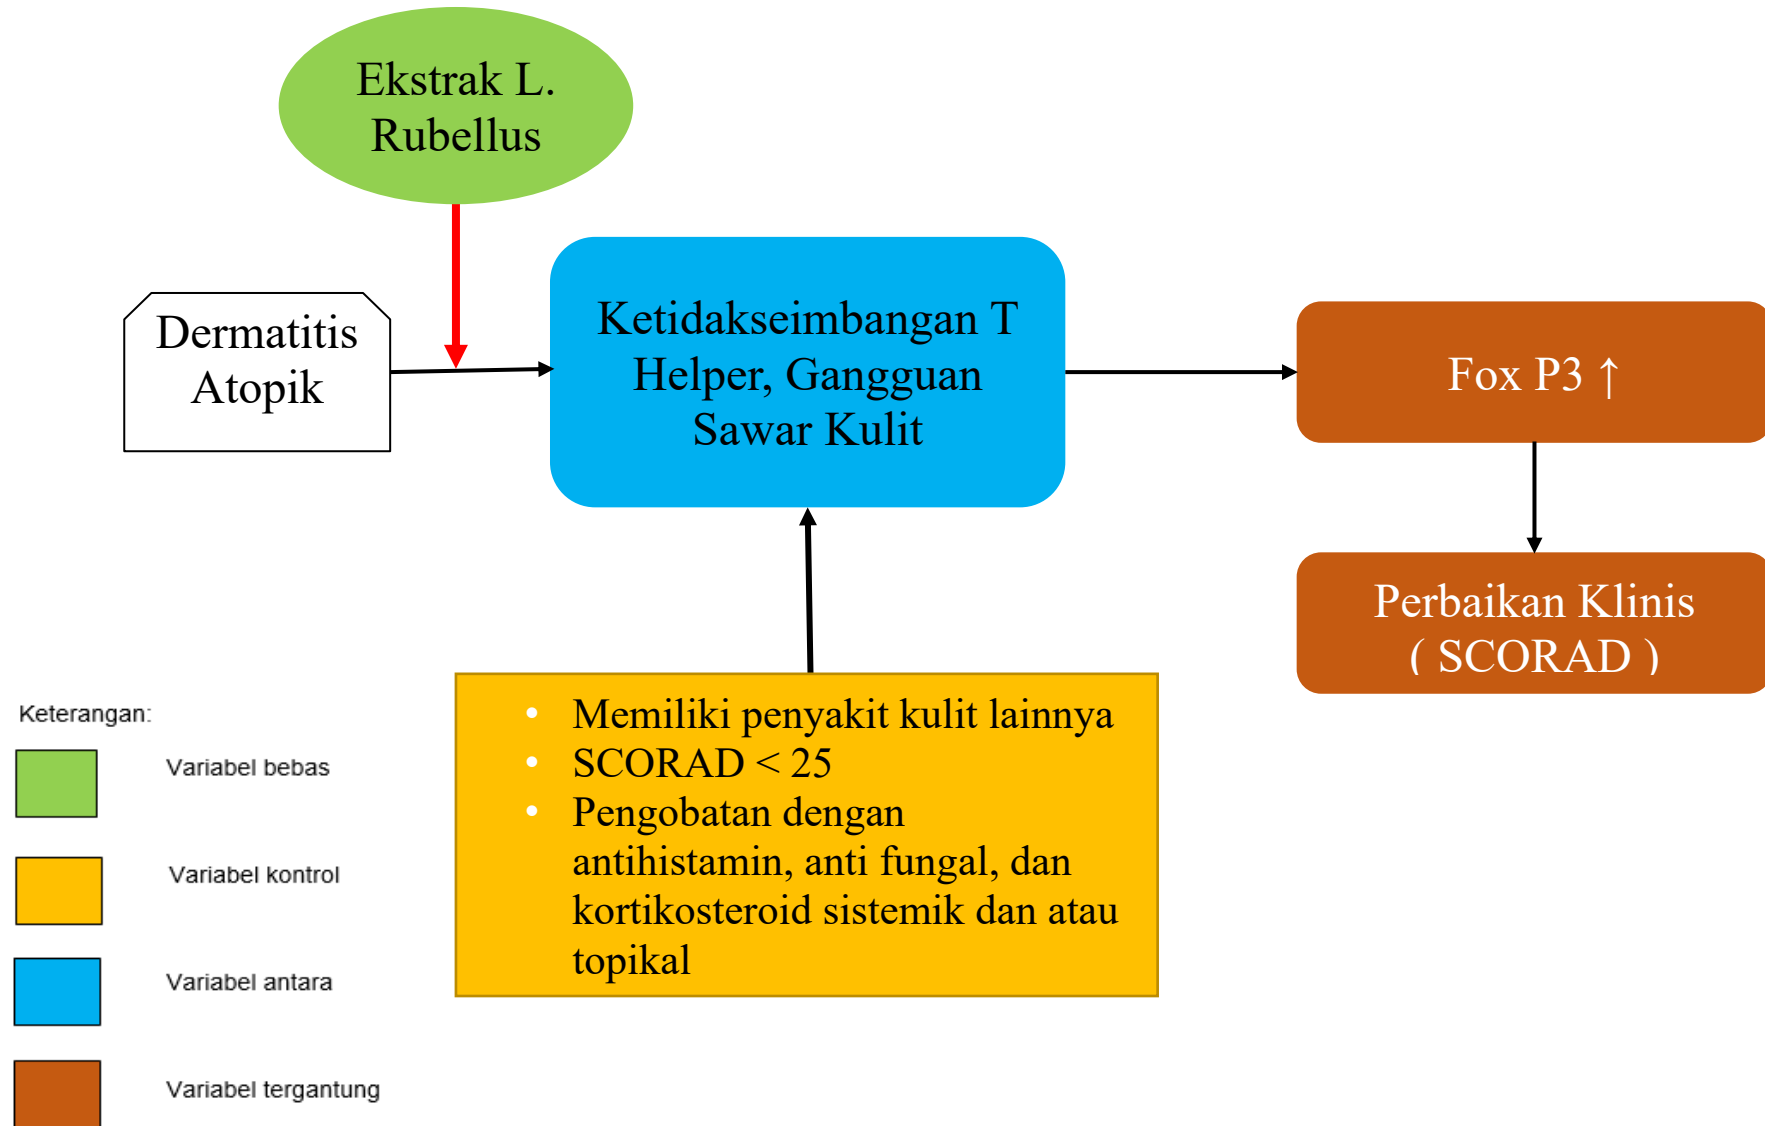 Ekstrak L.
Rubellus
Dermatitis
Atopik
Ketidakseimbangan T
Helper, Gangguan
Sawar Kulit
Fox P3 ↑
Perbaikan Klinis
( SCORAD )
• Memiliki penyakit kulit lainnya
• SCORAD < 25
• Pengobatan dengan
antihistamin, anti fungal, dan
kortikosteroid sistemik dan atau
topikal
Keterangan:
Variabel bebas
Variabel kontrol
Variabel antara
Variabel tergantung